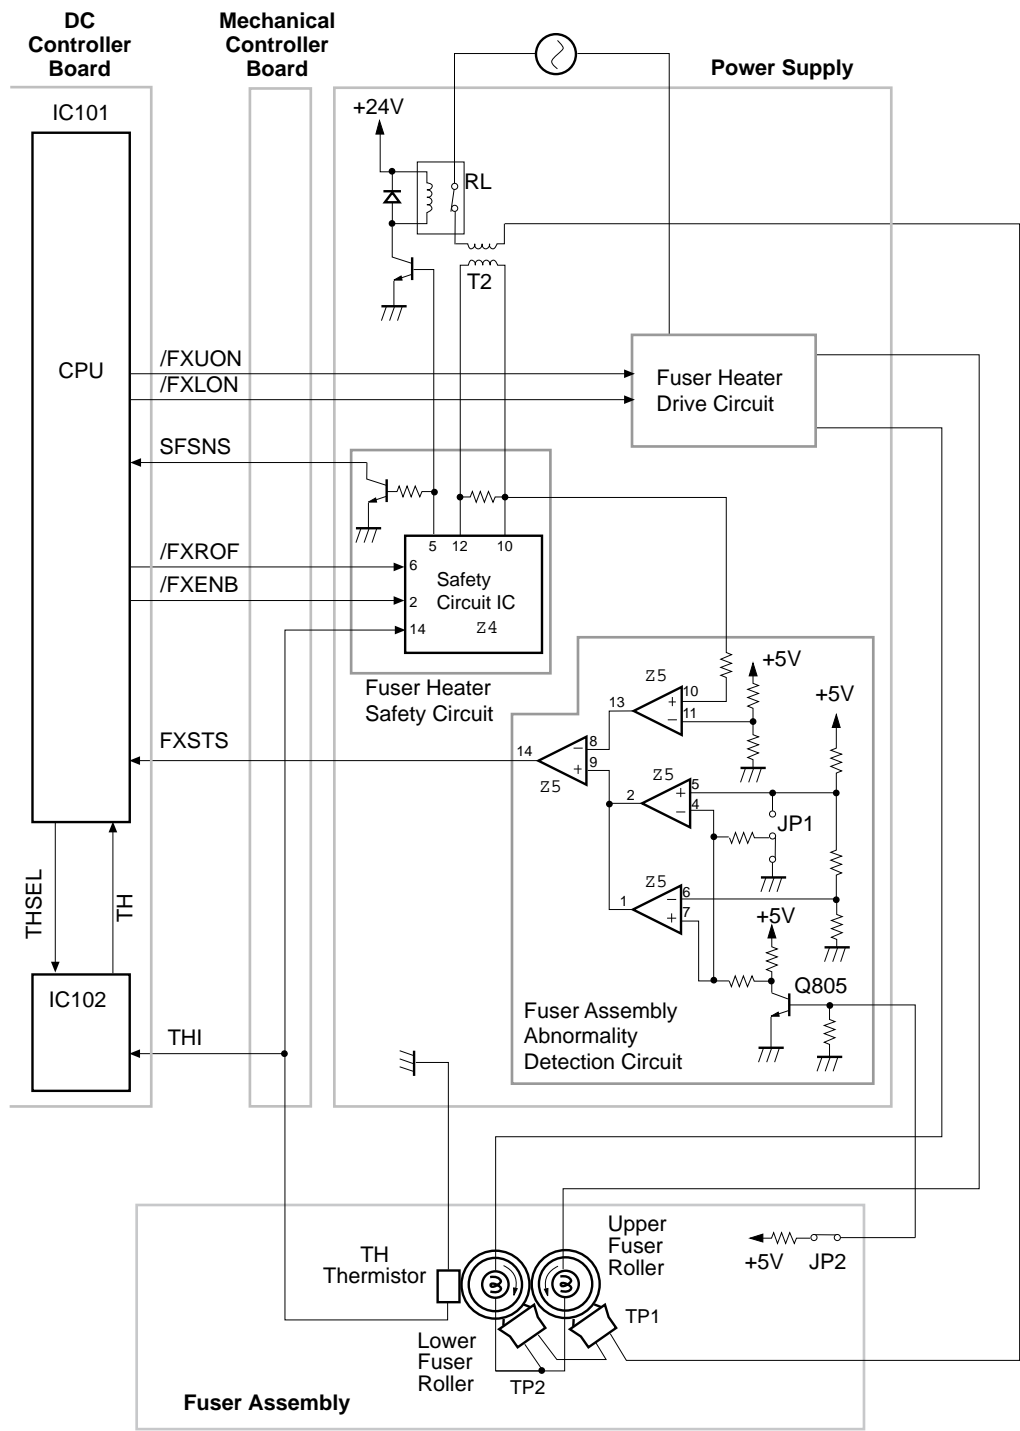 DC
Controller
Board
Mechanical
Controller
Board
Power Supply
IC101
+24V
RL
T2
CPU
/FXUON
/FXLON
Fuser Heater
Drive Circuit
SFSNS
5 12 10
/FXROF
6
Safety
Circuit IC
/FXENB
2
Z4
14
Fuser Heater
Safety Circuit
+5V
Z5
10
13
11
+5V
FXSTS
14
8
9
Z5
Z5
5
2
4
JP1
Z5
6
1
7
+5V
THSEL
TH
IC102
Q805
Fuser Assembly
Abnormality
Detection Circuit
THI
Upper
Fuser
Roller
TH
Thermistor
+5V
JP2
TP1
Lower
Fuser
Roller
TP2
Fuser Assembly